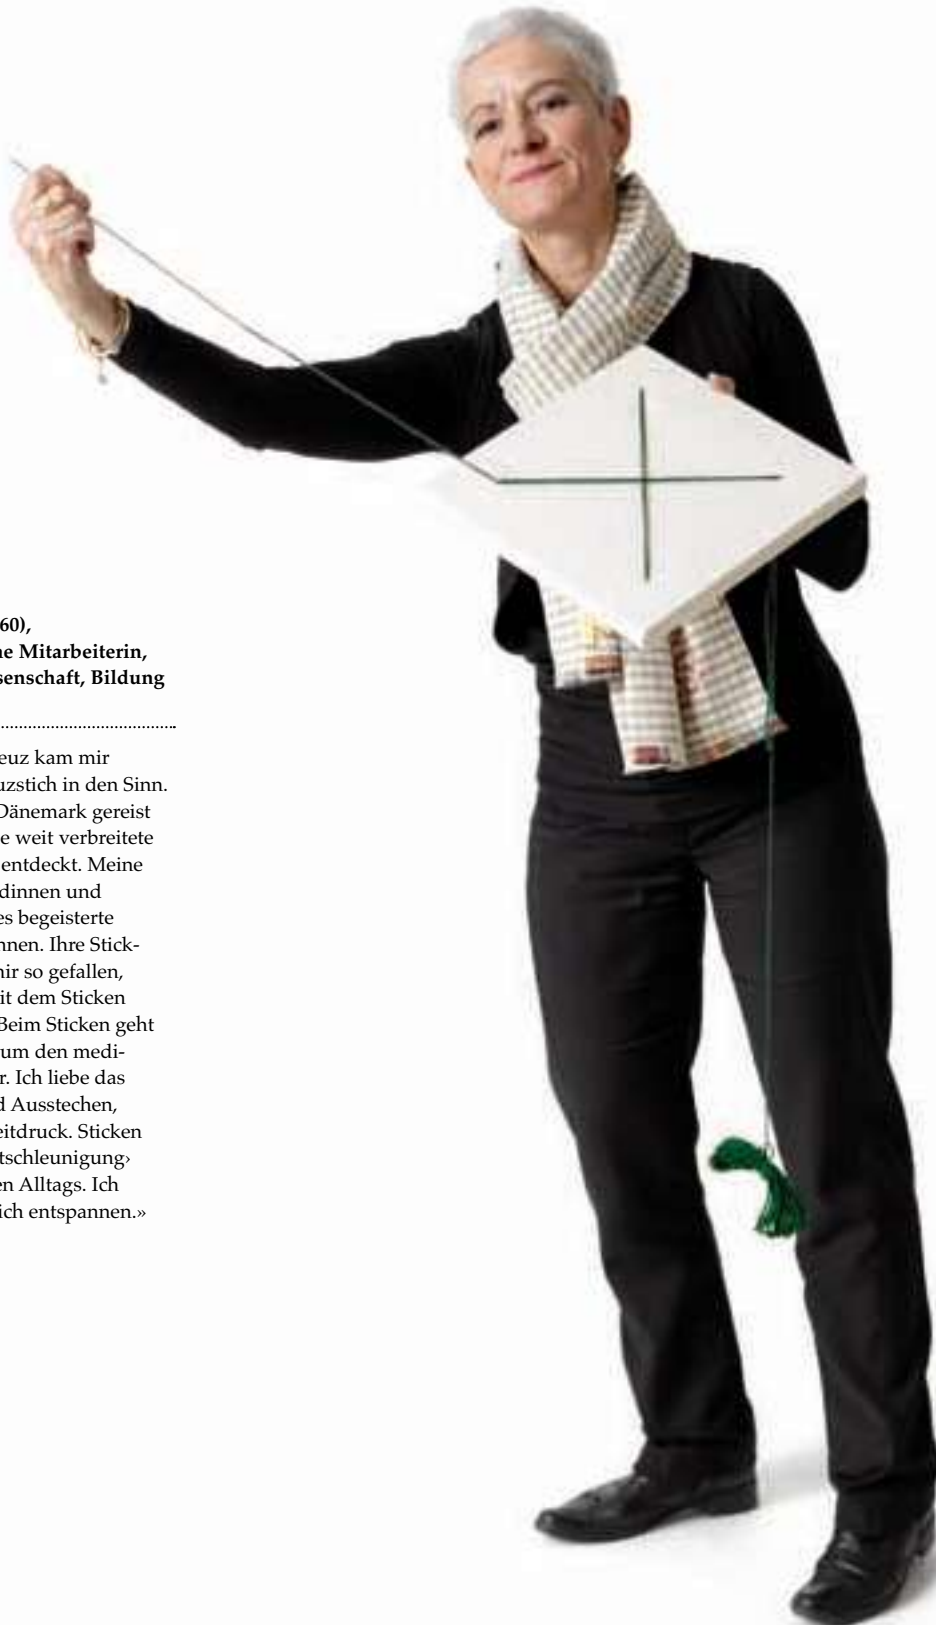 60),
ne Mitarbeiterin,
senschaft, Bildung
euz kam mir
uzstich in den Sinn.
Dänemark gereist
e weit verbreitete
entdeckt. Meine
dinnen und
es begeisterte
nnen. Ihre Stick-
mir so gefallen,
it dem Sticken
Beim Sticken geht
um den medi-
r. Ich liebe das
d Ausstechen,
eitdruck. Sticken
tschleunigung›
en Alltags. Ich
ich entspannen.»